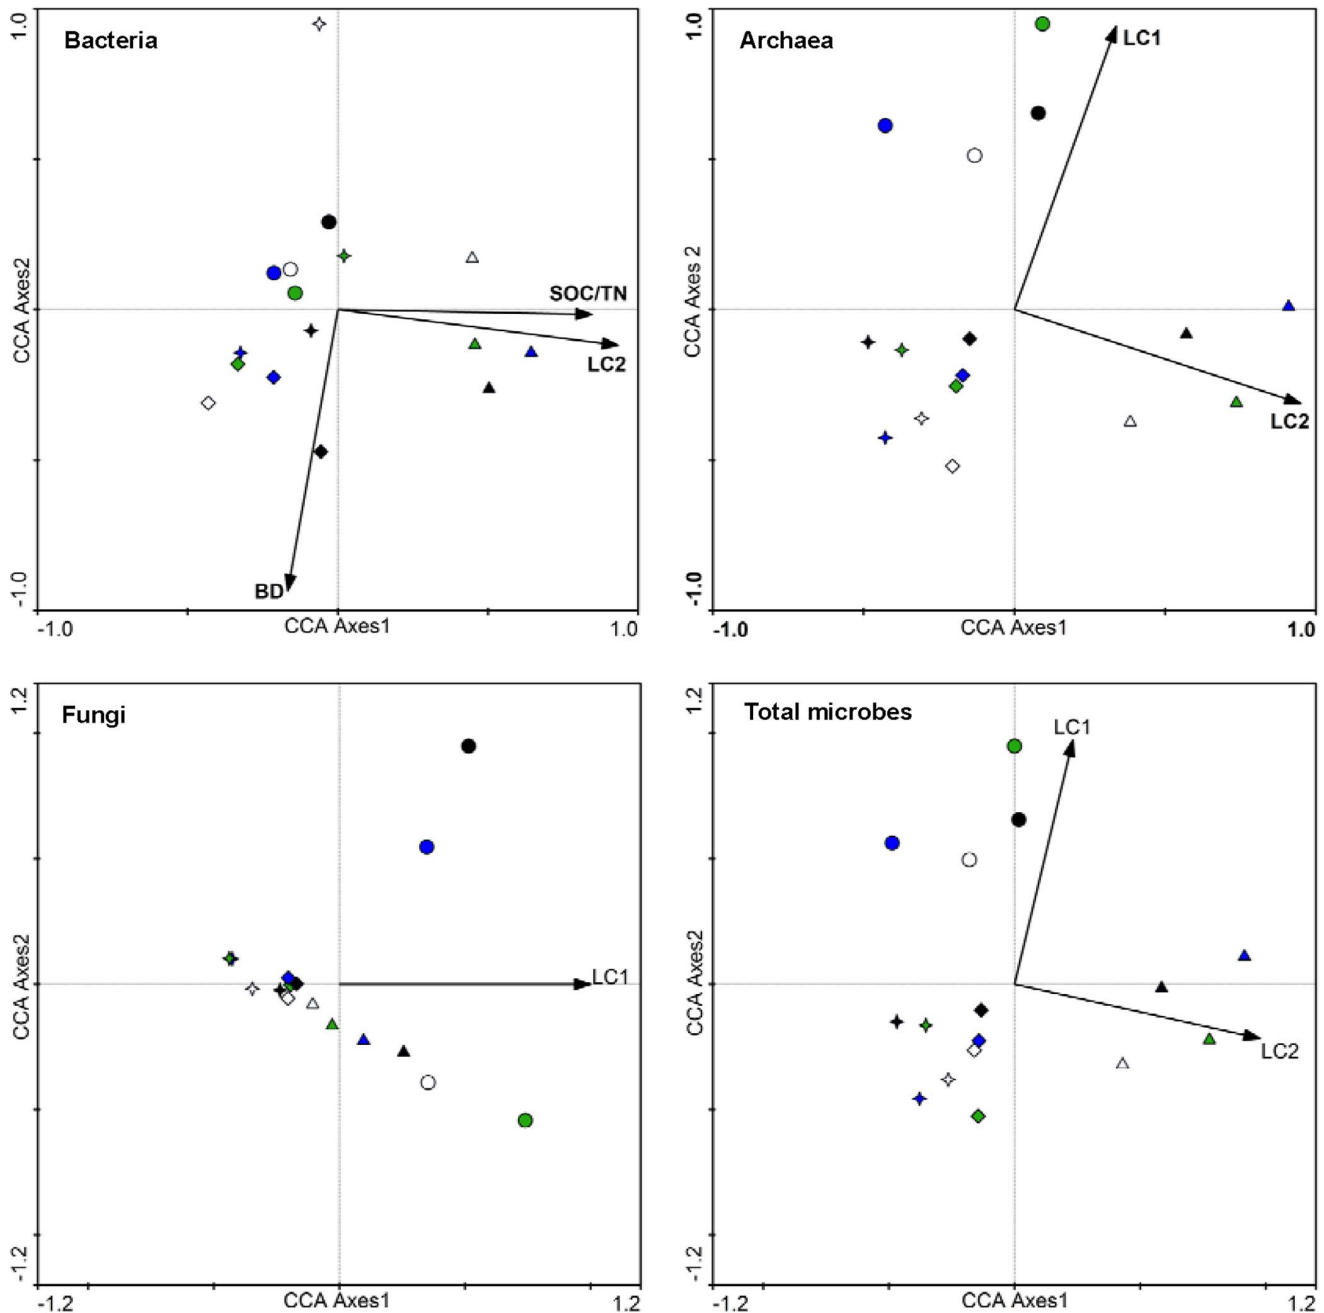 Bacteria
1.0
CCA Axes2
-1.0
SOC/TN
LC2
BD
-1.0
CCA Axes1
1.0
Archaea
1.0
CCA Axes 2
-1.0
LC1
LC2
-1.0
CCA Axes1
1.0
Fungi
1.2
CCA Axes2
-1.2
LC1
-1.2
CCA Axes1
1.2
Total microbes
1.2
CCA Axes2
-1.2
LC1
LC2
-1.2
CCA Axes1
1.2